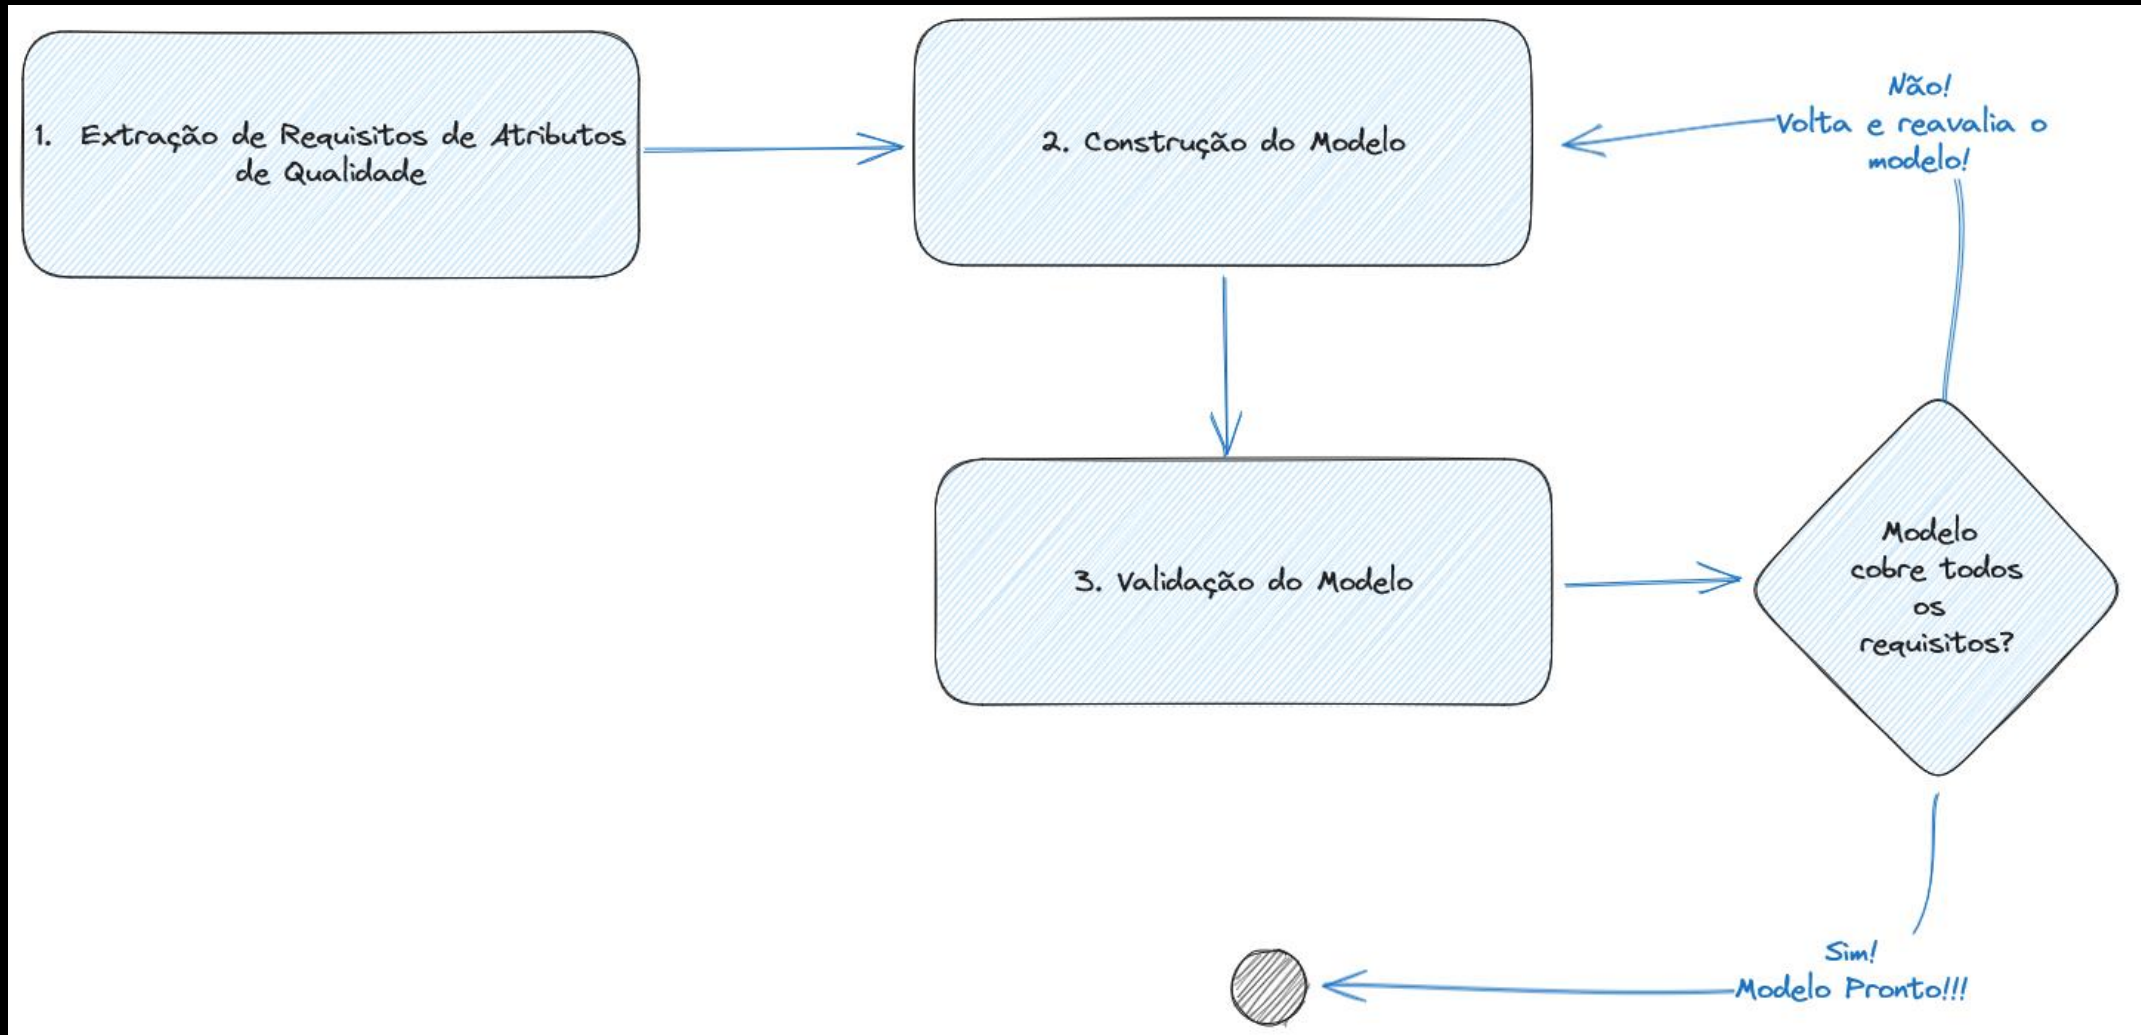 1. Extração de Requisitos de Atributos
de Qualidade
2. Construção do Modelo
Não!
Volta e reavalia o
modelo!
3. Validação do Modelo
Modelo
cobre todos
os
requisitos?
Sim!
Modelo Pronto!!!